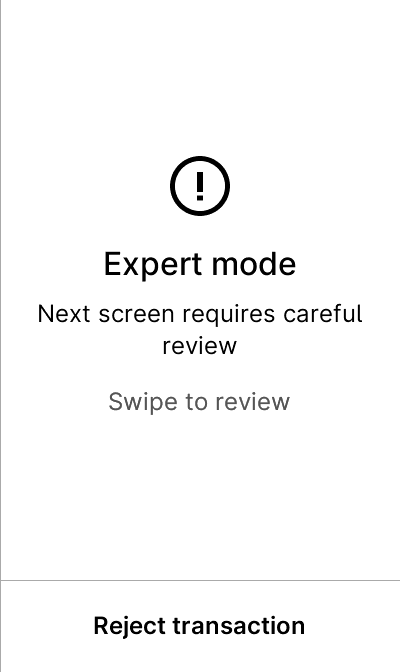 Expert mode
Next screen requires careful
review
Swipe to review
Reject transaction